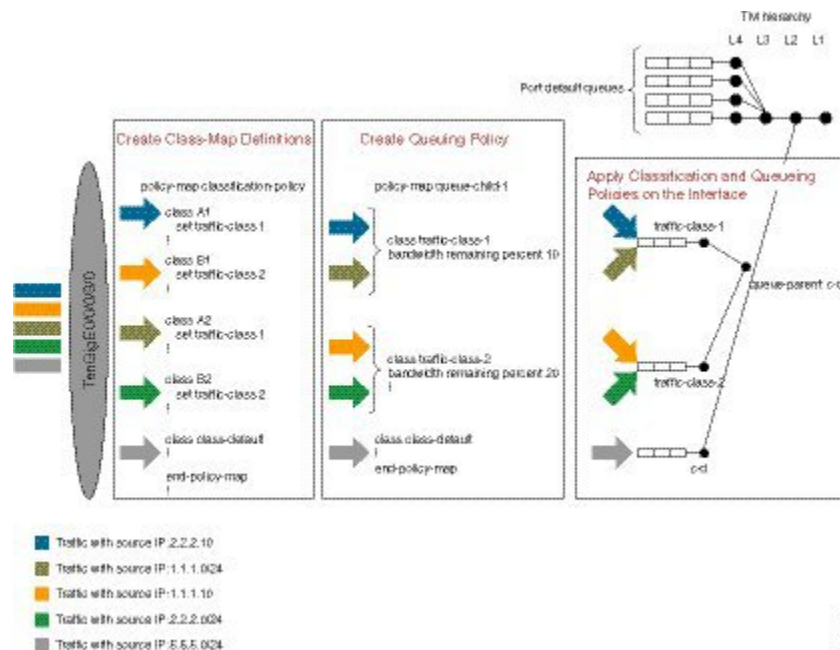 TM hierarchy
L4 L3 L2 L1
Port default queues
Create Class-Map Definitions
policy-map classification-policy
class A1
set traffic-class 1
!
class B1
set traffic-class 2
!
class A2
set traffic-class 1
!
class B2
set traffic-class 2
!
class class-default
!
end-policy-map
!
Create Queuing Policy
policy-map queue-child-1
class traffic-class-1
bandwidth remaining percent 10
!
class traffic-class-2
bandwidth remaining percent 20
!
class class-default
!
end-policy-map
Apply Classification and Queueing
Policies on the Interface
traffic-class-1
queue-parent c-d
traffic-class-2
c-d
Traffic with source IP:2.2.2.10
Traffic with source IP:1.1.1.0/24
Traffic with source IP:1.1.1.10
Traffic with source IP:2.2.2.0/24
Traffic with source IP:5.5.5.0/24